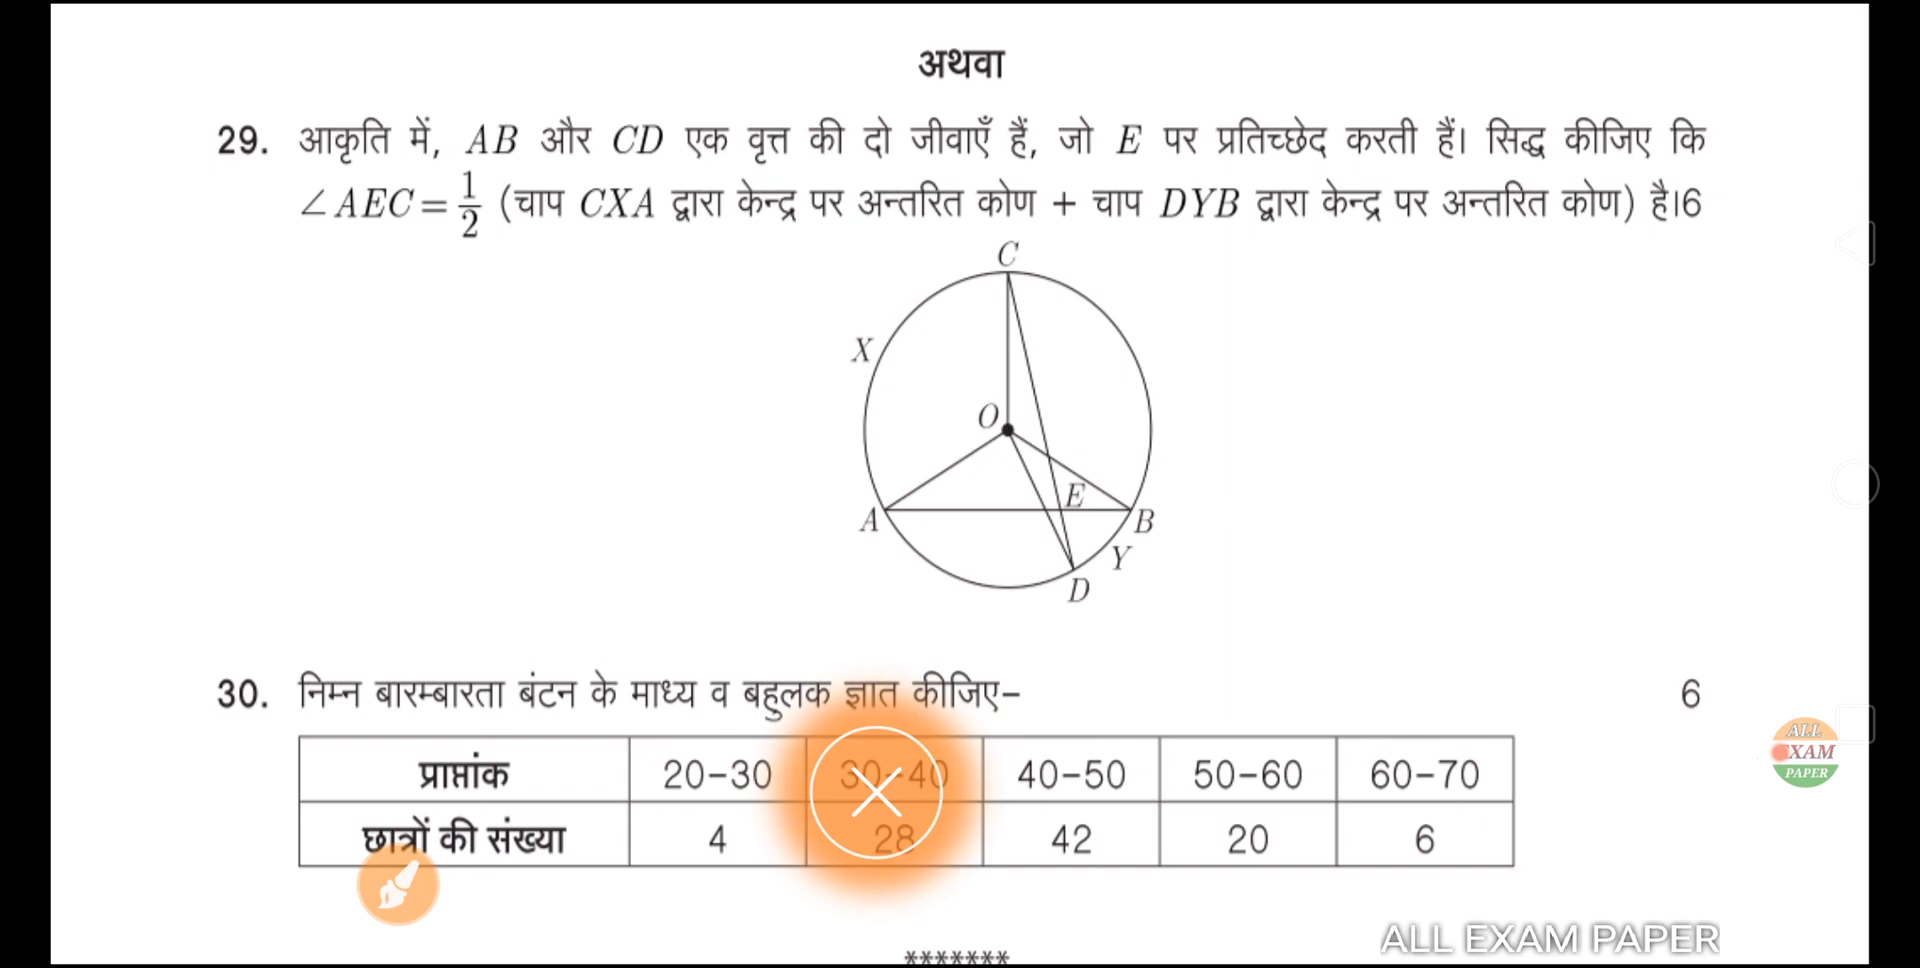 अथवा
29. आकृति में, AB और CD एक वृत्त की दो जीवाएँ हैं, जो E पर प्रतिच्छेद करती हैं। सिद्ध कीजिए कि
∠AEC = 1/2 (चाप CXA द्वारा केन्द्र पर अन्तरित कोण + चाप DYB द्वारा केन्द्र पर अन्तरित कोण) है।6
C
X
O
E
A
B
Y
D
30. निम्न बारम्बारता बंटन के माध्य व बहुलक ज्ञात कीजिए– 6
प्राप्तांक 20–30 30–40 40–50 50–60 60–70
छात्रों की संख्या 4 28 42 20 6
ALL
EXAM
PAPER
ALL EXAM PAPER
*******